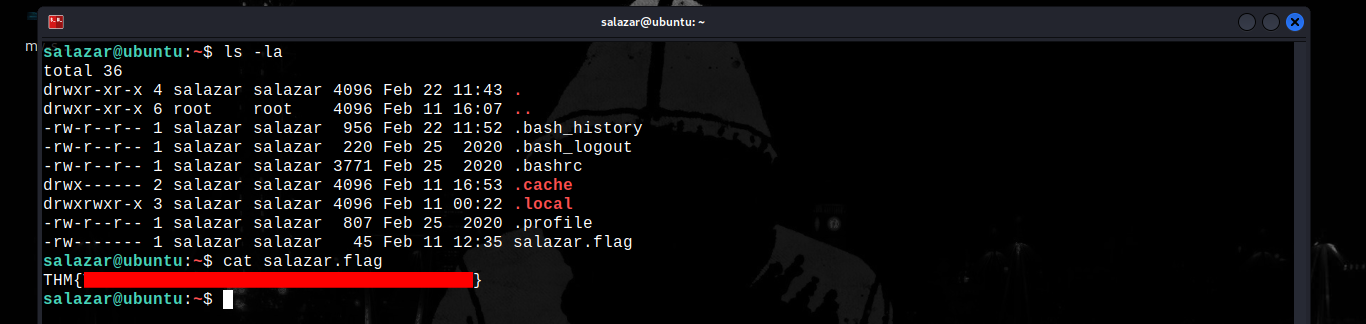 salazar@ubuntu: ~
salazar@ubuntu:~$ ls -la
total 36
drwxr-xr-x 4 salazar salazar 4096 Feb 22 11:43 .
drwxr-xr-x 6 root    root    4096 Feb 11 16:07 ..
-rw-r--r-- 1 salazar salazar  956 Feb 22 11:52 .bash_history
-rw-r--r-- 1 salazar salazar  220 Feb 25  2020 .bash_logout
-rw-r--r-- 1 salazar salazar 3771 Feb 25  2020 .bashrc
drwx------ 2 salazar salazar 4096 Feb 11 16:53 .cache
drwxrwxr-x 3 salazar salazar 4096 Feb 11 00:22 .local
-rw-r--r-- 1 salazar salazar  807 Feb 25  2020 .profile
-rw------- 1 salazar salazar   45 Feb 11 12:35 salazar.flag
salazar@ubuntu:~$ cat salazar.flag
THM{}
salazar@ubuntu:~$